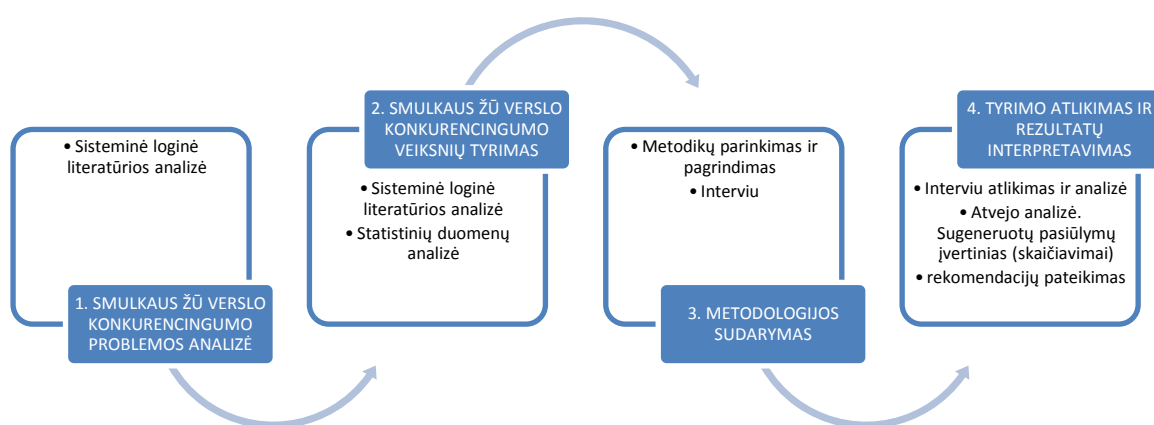 • Sisteminė loginė
literatūrios analizė
1. SMULKAUS ŽŪ VERSLO
KONKURENCINGUMO
PROBLEMOS ANALIZĖ
2. SMULKAUS ŽŪ VERSLO
KONKURENCINGUMO
VEIKSNIŲ TYRIMAS
• Sisteminė loginė
literatūrios analizė
• Statistinių duomenų
analizė
• Metodikų parinkimas ir
pagrindimas
• Interviu
3. METODOLOGIJOS
SUDARYMAS
4. TYRIMO ATLIKIMAS IR
REZULTATŲ
INTERPRETAVIMAS
• Interviu atlikimas ir analizė
• Atvejo analizė.
Sugeneruotų pasiūlymų
įvertinias (skaičiavimai)
• rekomendacijų pateikimas